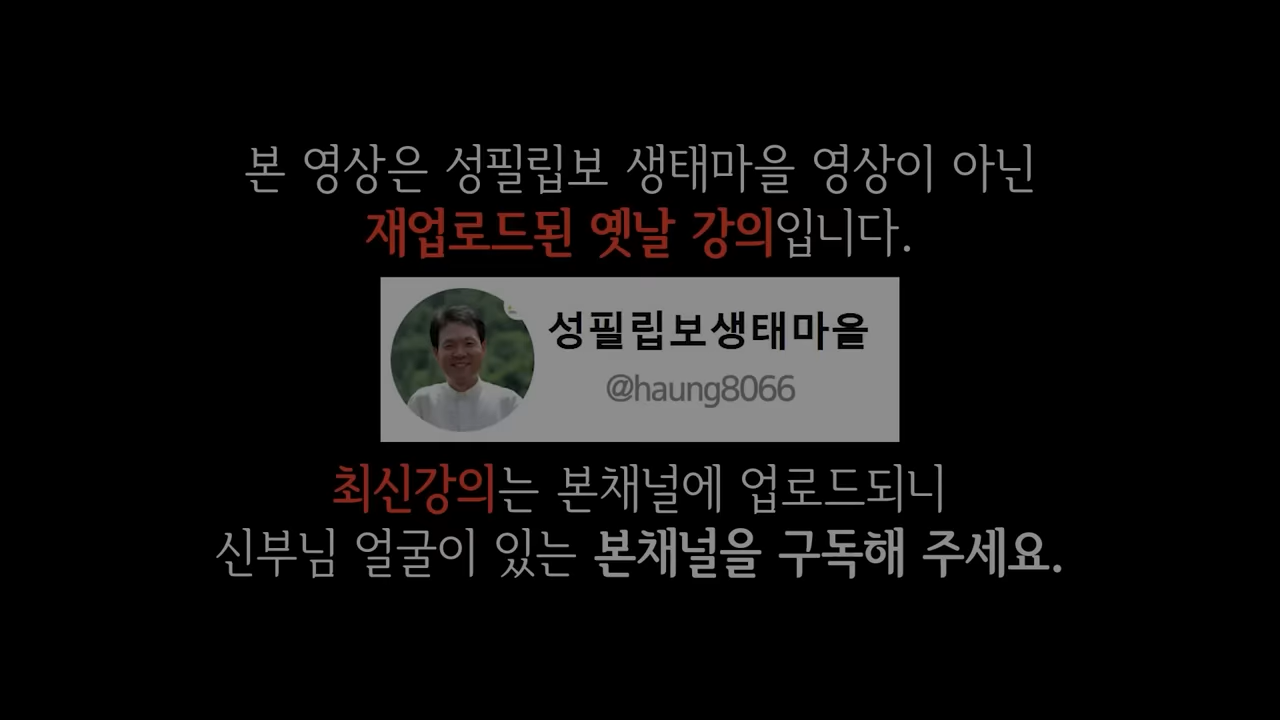 본 영상은 성필립보 생태마을 영상이 아닌
재업로드된 옛날 강의입니다.
성필립보생태마을
@haung8066
최신강의는 본채널에 업로드되니
신부님 얼굴이 있는 본채널을 구독해 주세요.